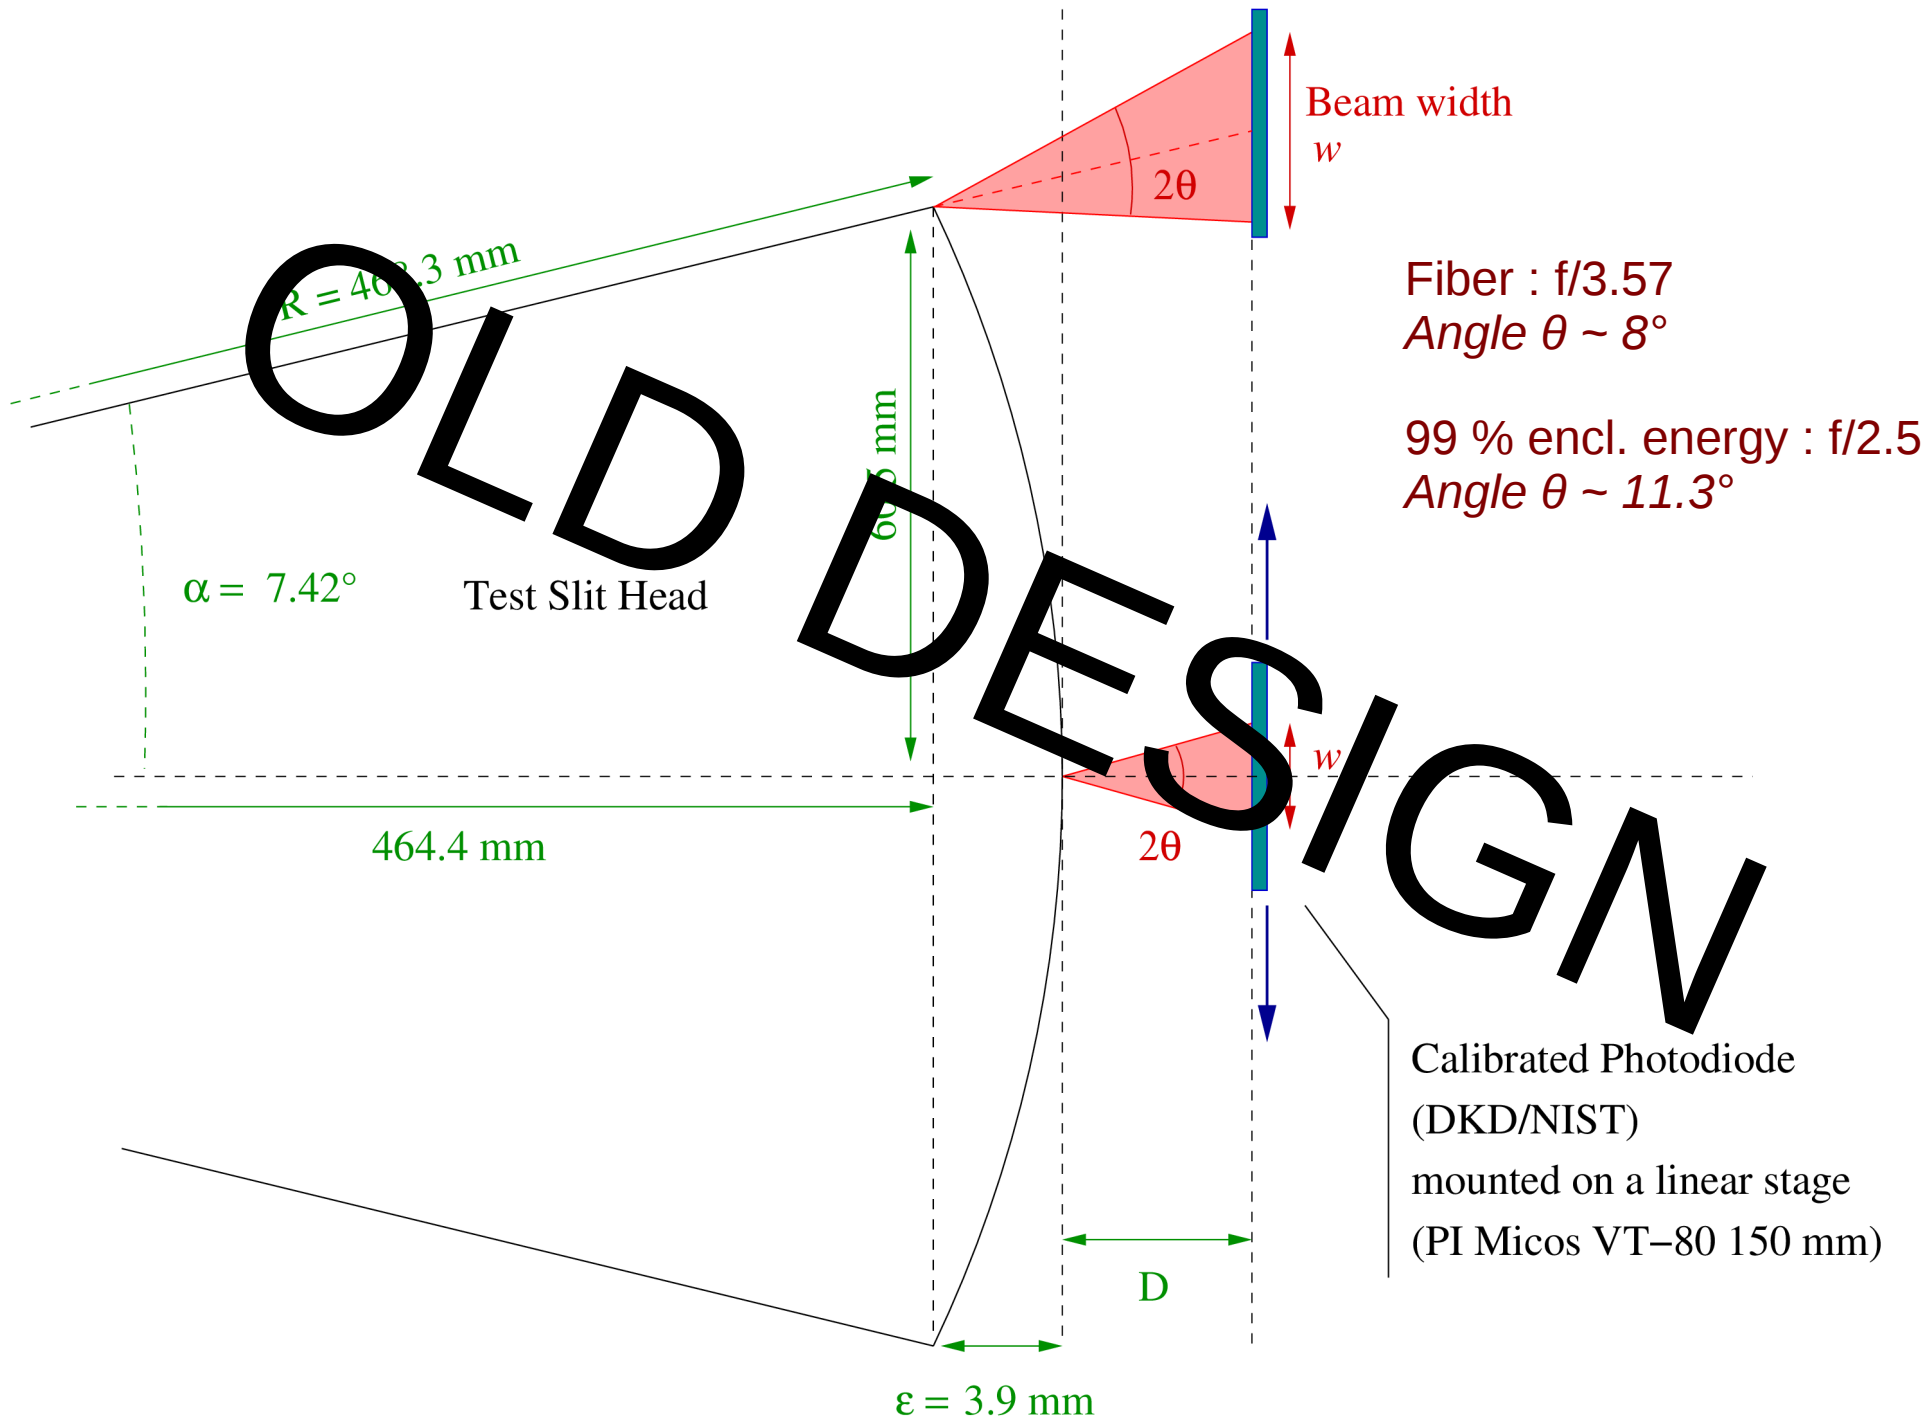 Beam width
w
2θ
R = mm
Fiber : f/3.57
Angle θ ~ 8°
99 % encl. energy : f/2.5
Angle θ ~ 11.3°
mm
α = 7.42°
Test Slit Head
OLD DESIGN
w
2θ
464.4 mm
Calibrated Photodiode
(DKD/NIST)
mounted on a linear stage
(PI Micos VT−80 150 mm)
D
ε = 3.9 mm